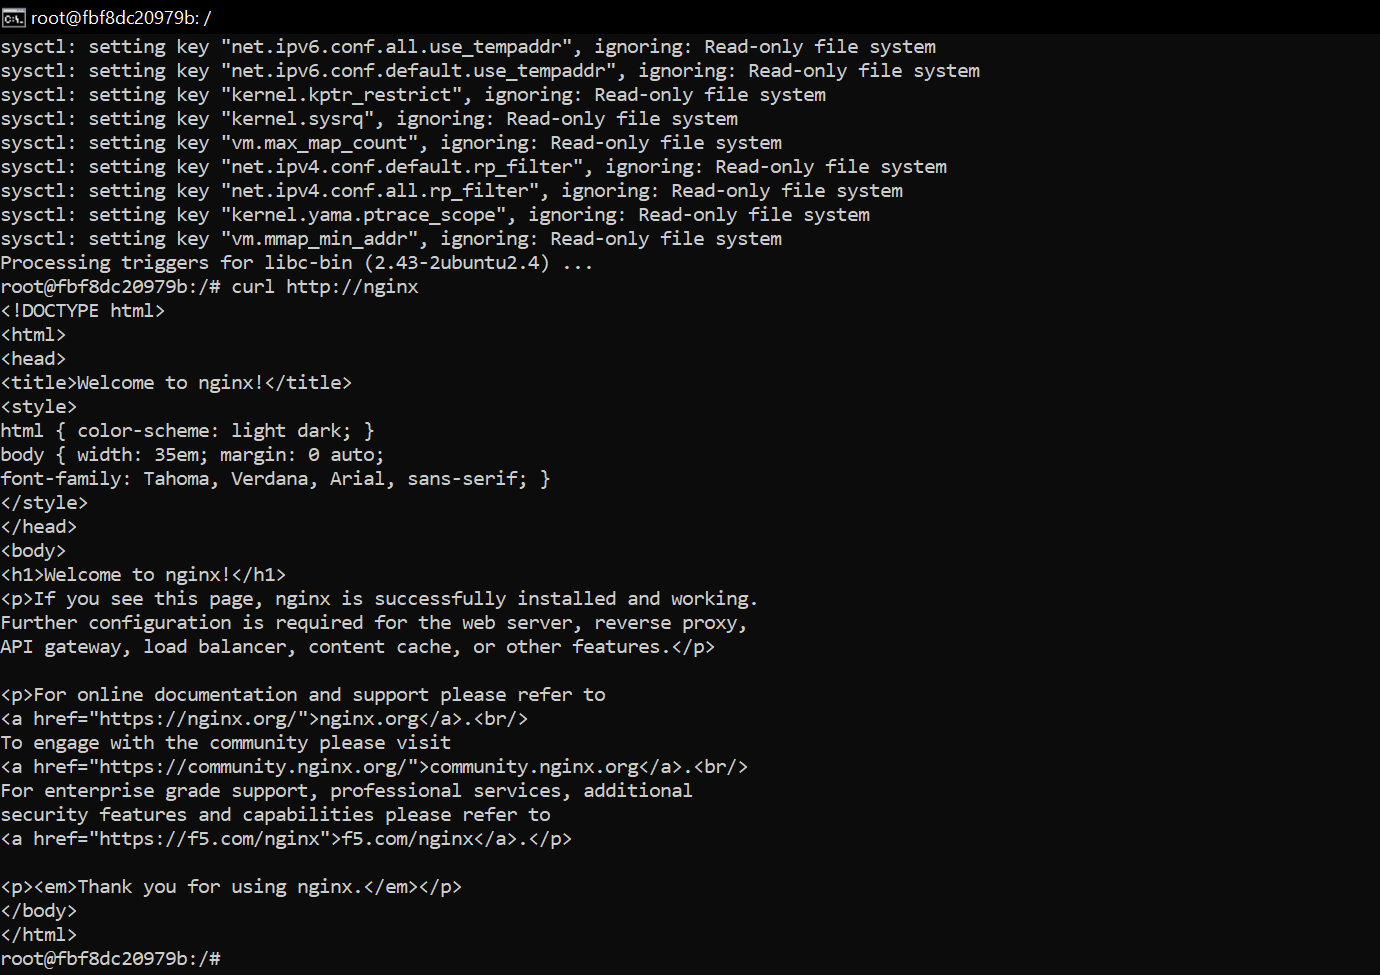 root@fbf8dc20979b: /
sysctl: setting key "net.ipv6.conf.all.use_tempaddr", ignoring: Read-only file system
sysctl: setting key "net.ipv6.conf.default.use_tempaddr", ignoring: Read-only file system
sysctl: setting key "kernel.kptr_restrict", ignoring: Read-only file system
sysctl: setting key "kernel.sysrq", ignoring: Read-only file system
sysctl: setting key "vm.max_map_count", ignoring: Read-only file system
sysctl: setting key "net.ipv4.conf.default.rp_filter", ignoring: Read-only file system
sysctl: setting key "net.ipv4.conf.all.rp_filter", ignoring: Read-only file system
sysctl: setting key "kernel.yama.ptrace_scope", ignoring: Read-only file system
sysctl: setting key "vm.mmap_min_addr", ignoring: Read-only file system
Processing triggers for libc-bin (2.43-2ubuntu2.4) ...
root@fbf8dc20979b:/# curl http://nginx
<!DOCTYPE html>
<html>
<head>
<title>Welcome to nginx!</title>
<style>
html { color-scheme: light dark; }
body { width: 35em; margin: 0 auto;
font-family: Tahoma, Verdana, Arial, sans-serif; }
</style>
</head>
<body>
<h1>Welcome to nginx!</h1>
<p>If you see this page, nginx is successfully installed and working.
Further configuration is required for the web server, reverse proxy,
API gateway, load balancer, content cache, or other features.</p>

<p>For online documentation and support please refer to
<a href="https://nginx.org/">nginx.org</a>.<br/>
To engage with the community please visit
<a href="https://community.nginx.org/">community.nginx.org</a>.<br/>
For enterprise grade support, professional services, additional
security features and capabilities please refer to
<a href="https://f5.com/nginx">f5.com/nginx</a>.</p>

<p><em>Thank you for using nginx.</em></p>
</body>
</html>
root@fbf8dc20979b:/#